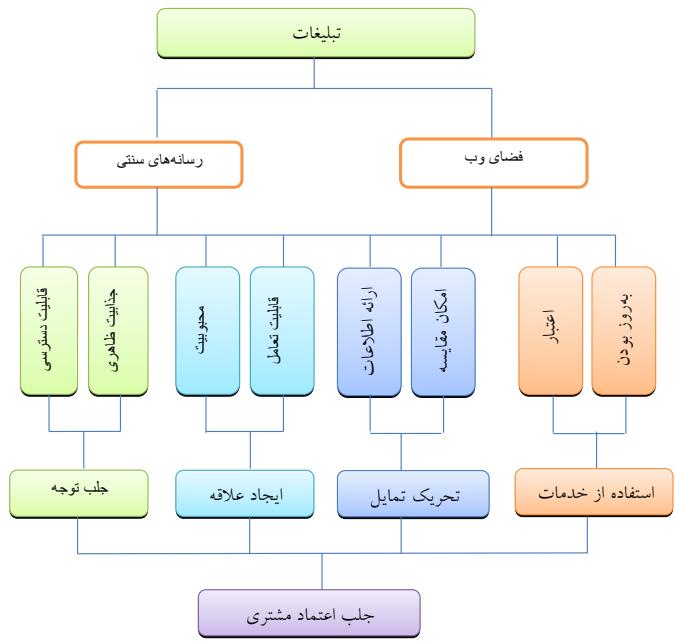 تبلیغات
فضای وب
رسانه‌های سنتی
به‌روز بودن
اعتبار
امکان مقایسه
ارائه اطلاعات
قابلیت تعامل
محبوبیت
جذابیت ظاهری
قابلیت دسترسی
استفاده از خدمات
تحریک تمایل
ایجاد علاقه
جلب توجه
جلب اعتماد مشتری